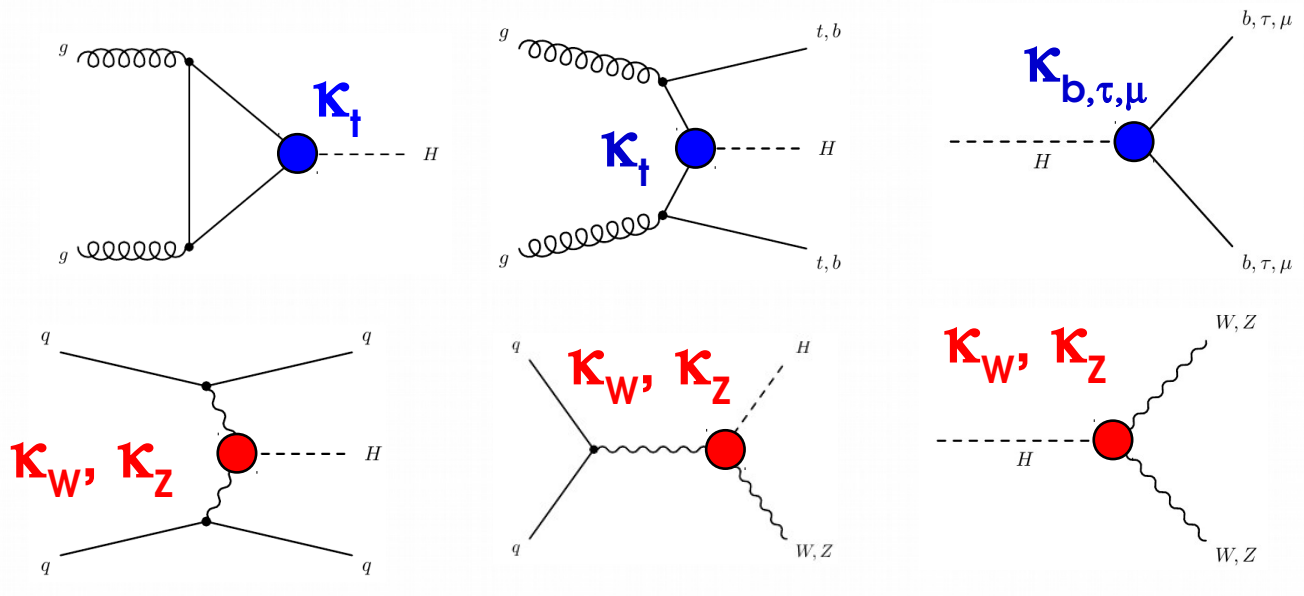 g
κt
H
g
g
t, b
κt
H
g
t, b
κb,τ,μ
b, τ, μ
H
b, τ, μ
q
q
κW, κZ
H
q
q
q
κW, κZ
H
q
W, Z
κW, κZ
W, Z
H
W, Z